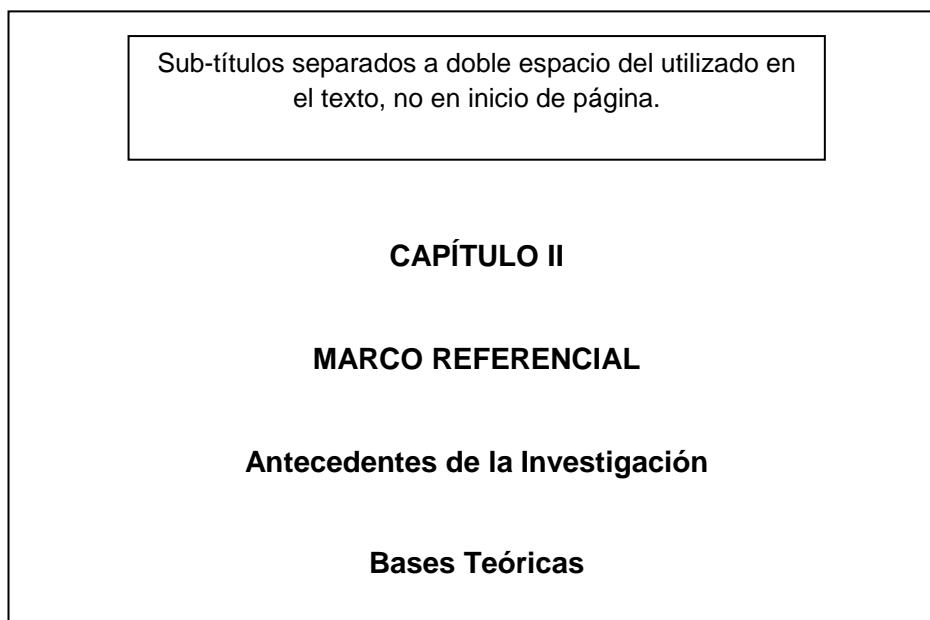 Sub-títulos separados a doble espacio del utilizado en
el texto, no en inicio de página.
CAPÍTULO II
MARCO REFERENCIAL
Antecedentes de la Investigación
Bases Teóricas